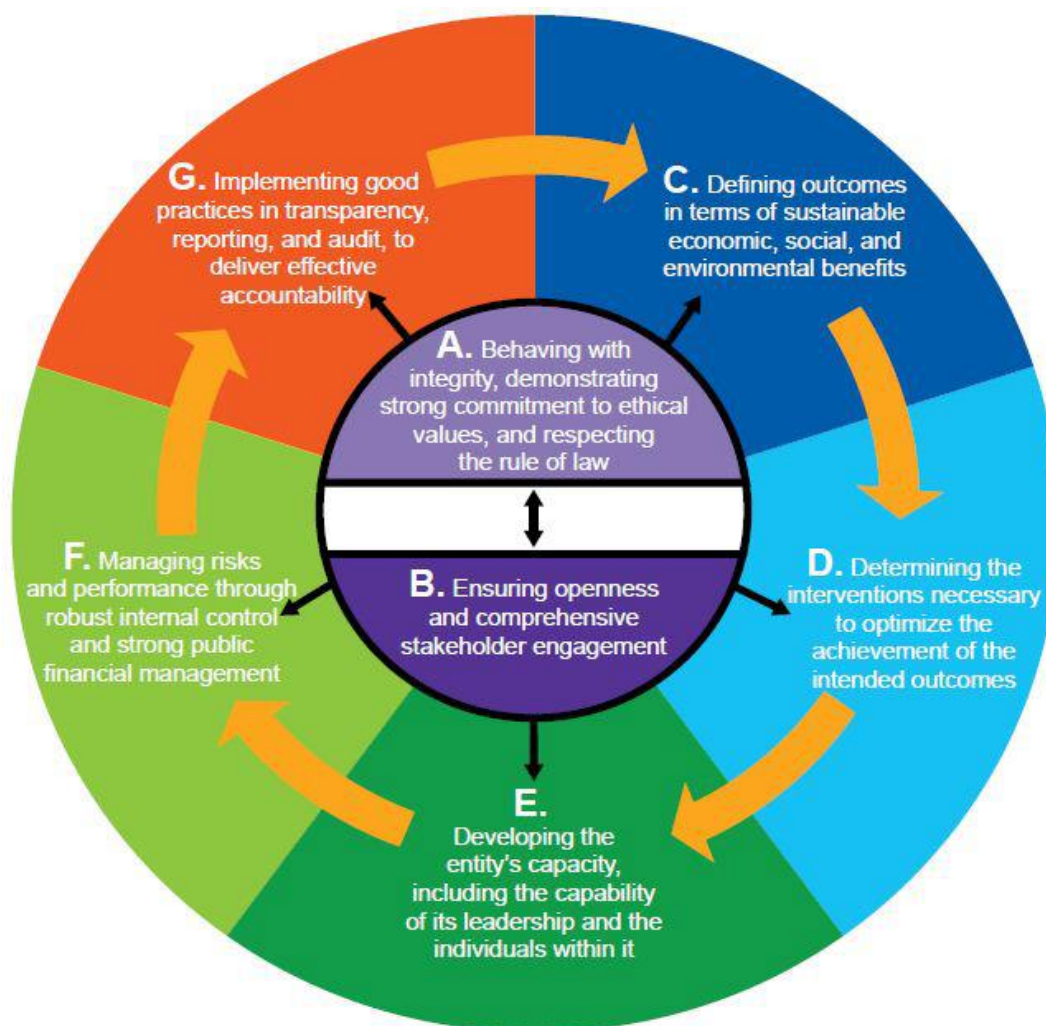 G. Implementing good
practices in transparency,
reporting, and audit, to
deliver effective
accountability
C. Defining outcomes
in terms of sustainable
economic, social, and
environmental benefits
A. Behaving with
integrity, demonstrating
strong commitment to ethical
values, and respecting
the rule of law
B. Ensuring openness
and comprehensive
stakeholder engagement
F. Managing risks
and performance through
robust internal control
and strong public
financial management
D. Determining the
interventions necessary
to optimize the
achievement of the
intended outcomes
E.
Developing the
entity's capacity,
including the capability
of its leadership and the
individuals within it